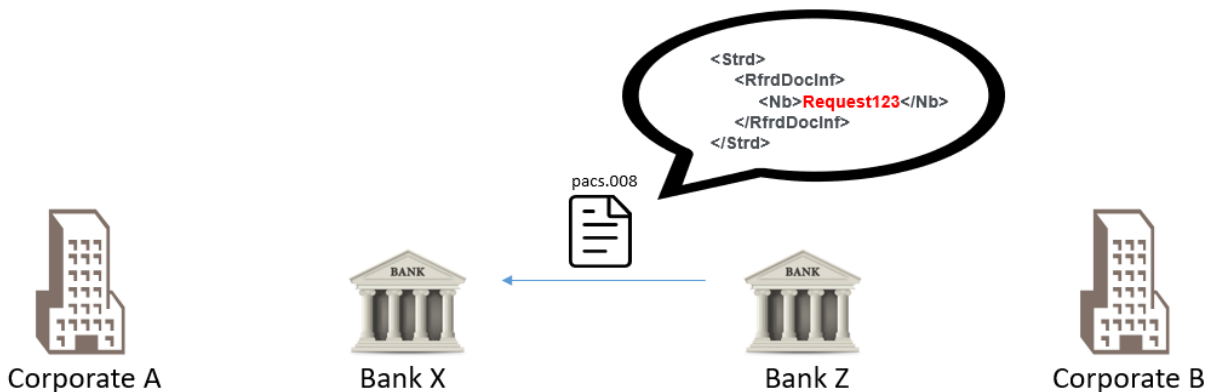 <Strd>
<RfrdDocInf>
<Nb>Request123</Nb>
</RfrdDocInf>
</Strd>
pacs.008
BANK
BANK
Corporate A
Bank X
Bank Z
Corporate B